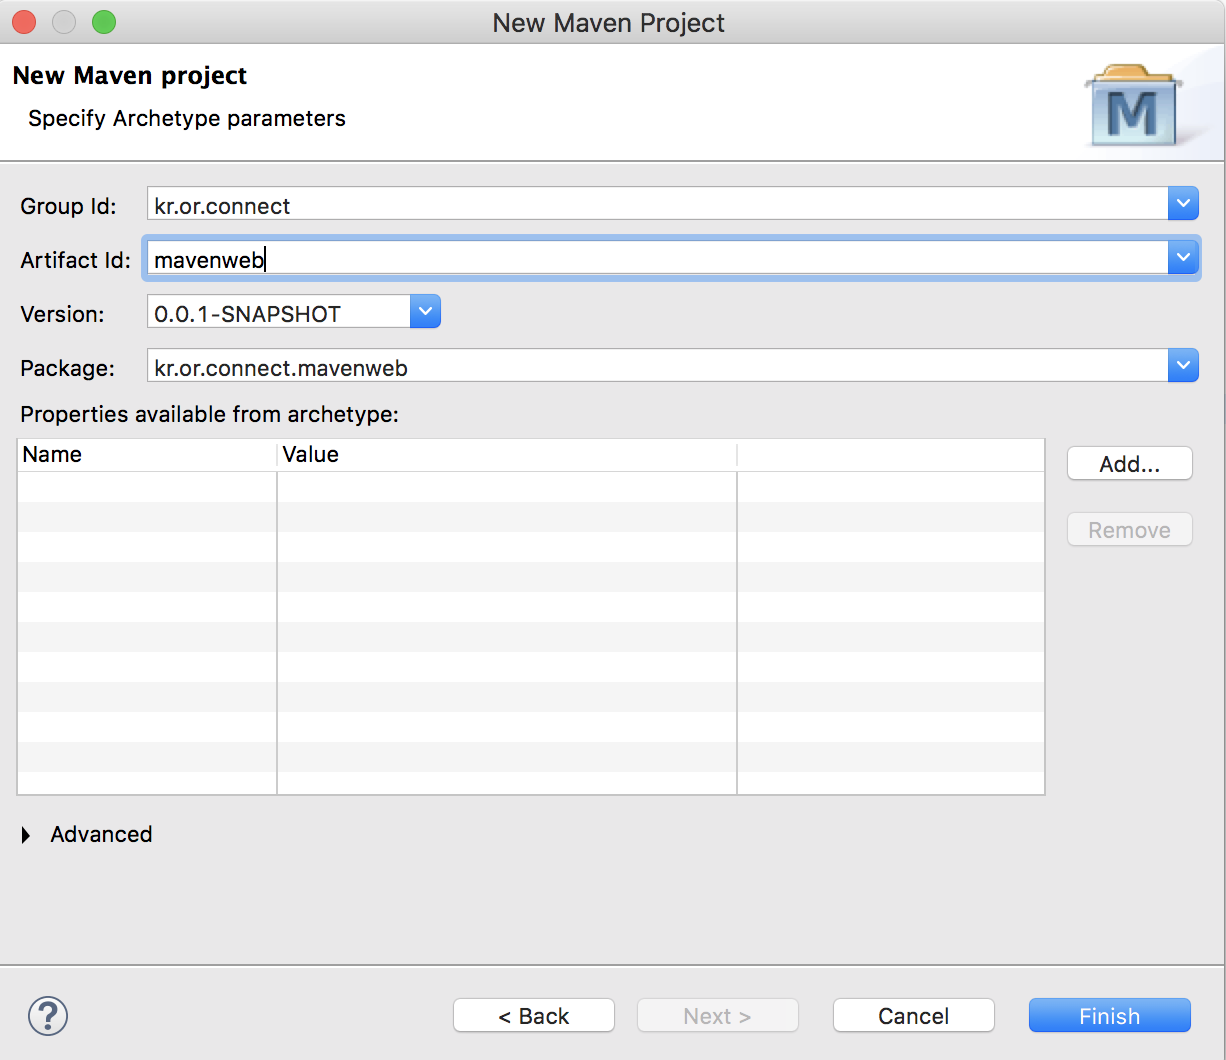 New Maven Project
New Maven project
Specify Archetype parameters
M
Group Id: kr.or.connect
Artifact Id: mavenweb
Version: 0.0.1-SNAPSHOT
Package: kr.or.connect.mavenweb
Properties available from archetype:
Name Value
Add...
Remove
Advanced
? < Back Next > Cancel Finish